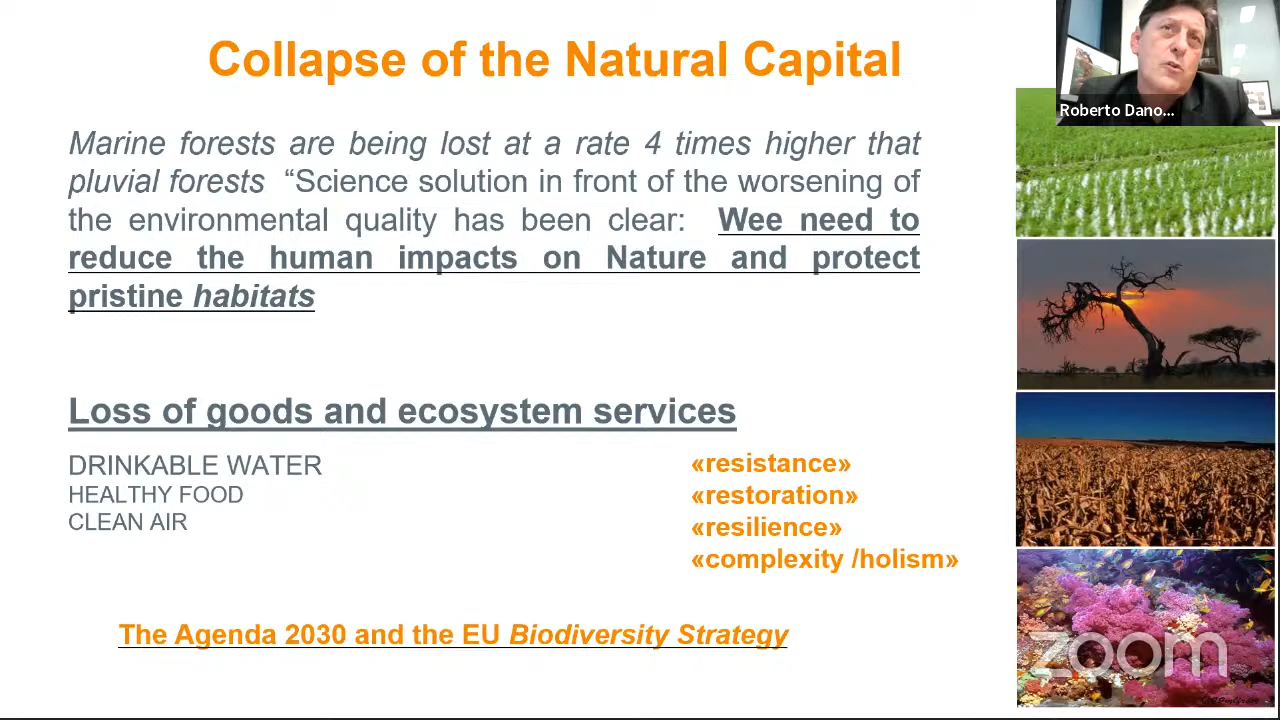 Collapse of the Natural Capital
Roberto Dano...
Marine forests are being lost at a rate 4 times higher that
pluvial forests “Science solution in front of the worsening of
the environmental quality has been clear: Wee need to
reduce the human impacts on Nature and protect
pristine habitats
Loss of goods and ecosystem services
DRINKABLE WATER
HEALTHY FOOD
CLEAN AIR
«resistance»
«restoration»
«resilience»
«complexity /holism»
The Agenda 2030 and the EU Biodiversity Strategy
zoom